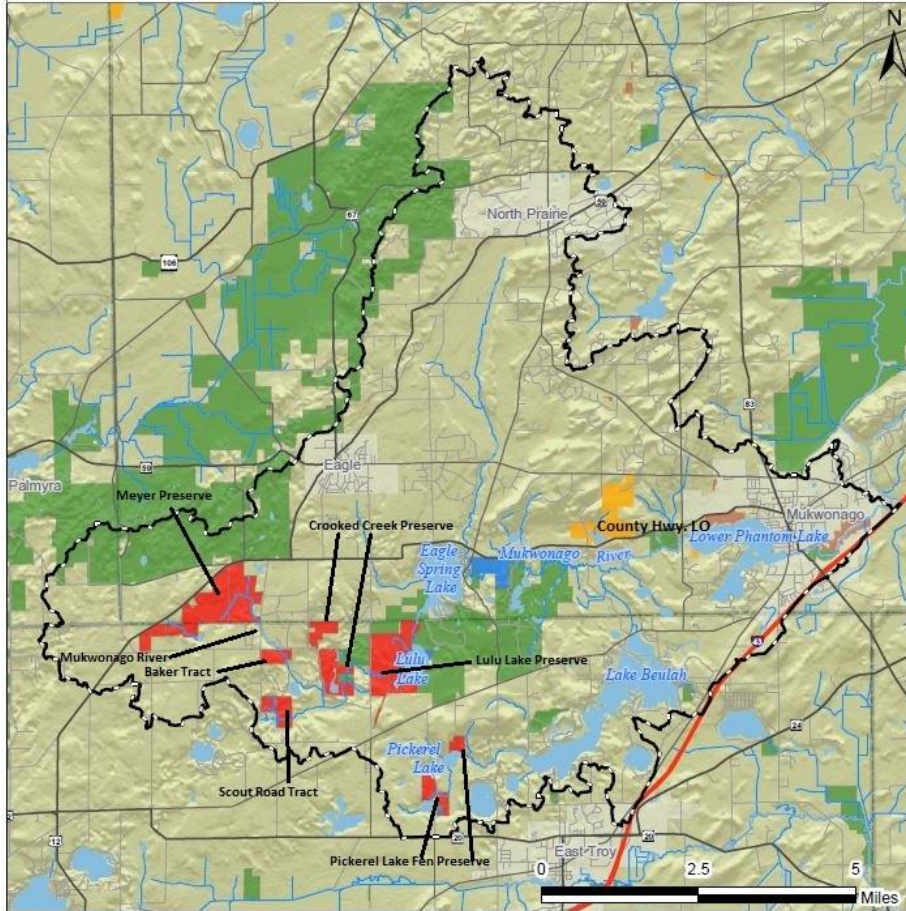 N
North Prairie
59
67
106
83
59
Palmyra
Eagle
Meyer Preserve
Crooked Creek Preserve
County Hwy. LO
Mukwonago
Lower Phantom Lake
Eagle
Spring
Lake
Mukwonago
River
43
Mukwonago River
Baker Tract
Lulu
Lake
Lulu Lake Preserve
Lake Beulah
24
Pickerel
Lake
Scout Road Tract
12
20
20
East Troy
Pickerel Lake Fen Preserve
0
2.5
5
Miles